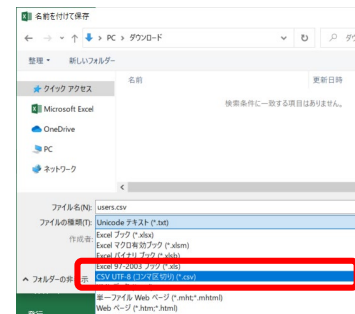 名前を付けて保存
PC > ダウンロード
整理 新しいフォルダー
名前 更新日時
検索条件に一致する項目はありません。
クイック アクセス
Microsoft Excel
OneDrive
PC
ネットワーク
ファイル名(N): users.csv
ファイルの種類(T): Unicode テキスト (*.txt)
作成者: Excel ブック (*.xlsx)
Excel マクロ有効ブック (*.xlsm)
Excel バイナリ ブック (*.xlsb)
Excel 97-2003 ブック (*.xls)
CSV UTF-8 (コンマ区切り) (*.csv)
フォルダーの非表示
単一ファイル Web ページ (*.mht;*.mhtml)
Web ページ (*.htm;*.html)